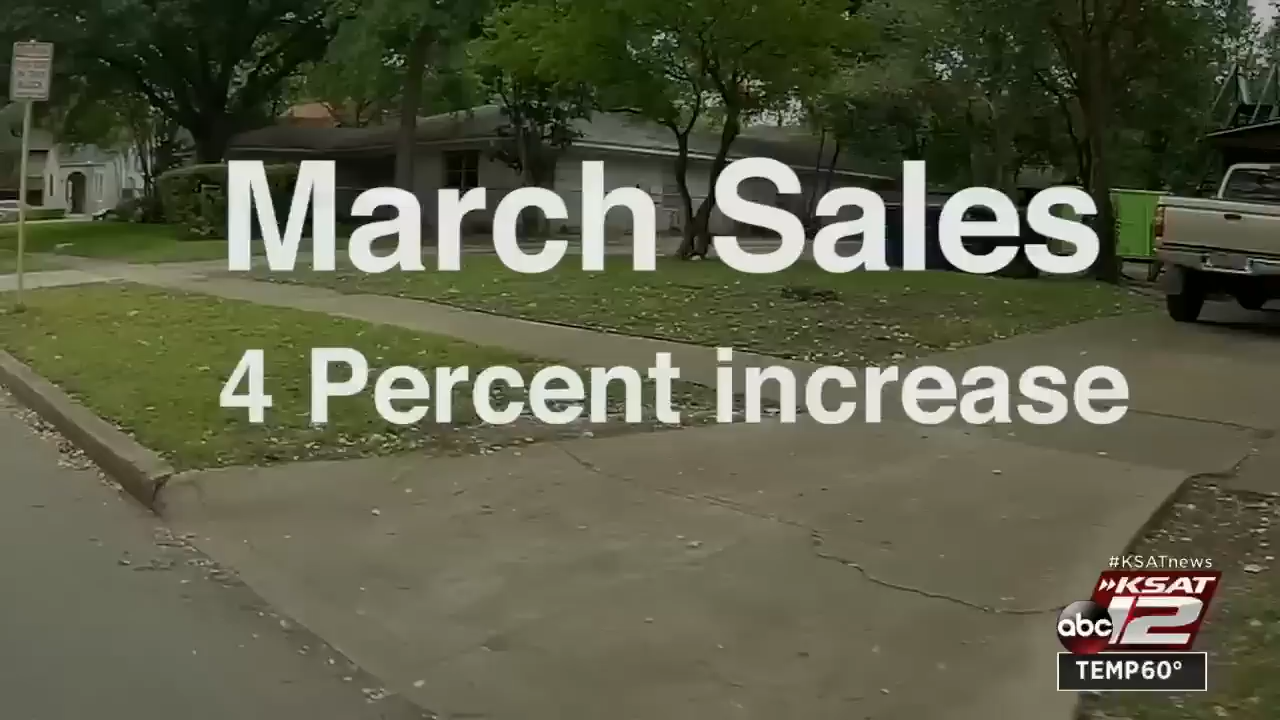 March Sales
4 Percent increase
#KSATnews
KSAT
abc 12
TEMP60°